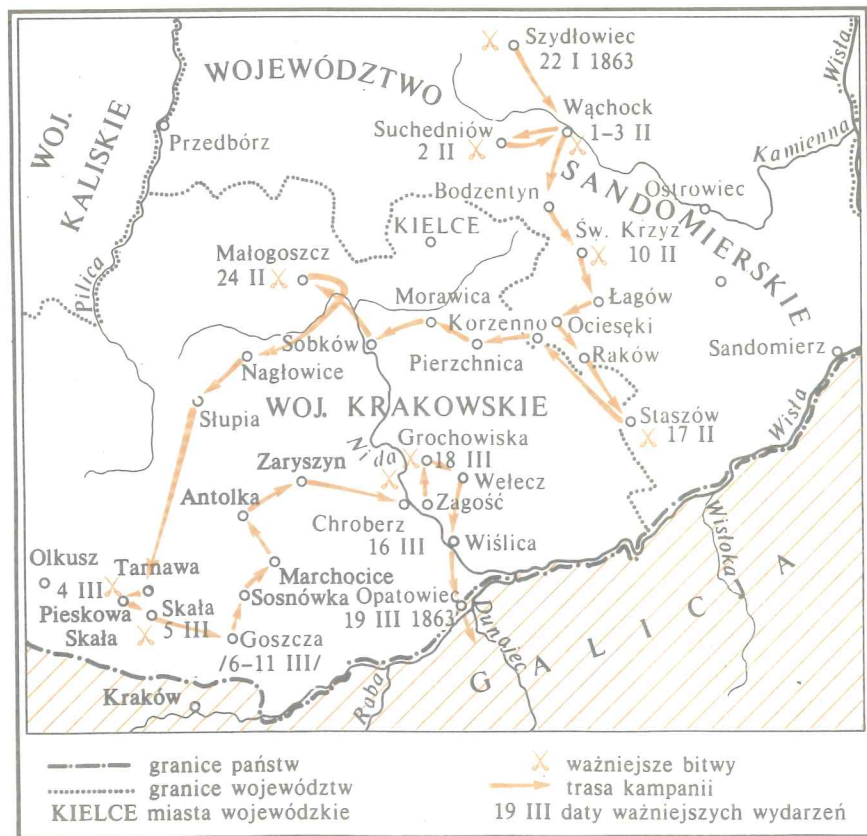 Szydłowiec
22 I 1863
WOJEWÓDZTWO
SANDOMIERSKIE
WOJ.
KALISKIE
Przedbórz
Wisła
Suchedniów
2 II
Wąchock
1-3 II
Kamienna
Bodzentyn
Ostrowiec
KIELCE
Św. Krzyz
10 II
Pilica
Małogoszcz
24 II
Łagów
Morawica
Korzenno
Ociesęki
Sobków
Pierzchnica
Raków
Sandomierz
Nagłowice
Słupia
WOJ. KRAKOWSKIE
Staszów
17 II
Wisła
Nida
Grochowiska
18 III
Zaryszyn
Wełecz
Antolka
Zagość
Chroberz
16 III
Wiślica
Wisłoka
Olkusz
4 III
Tarnawa
Marchocice
Sosnówka
Opatowiec
19 III 1863
Pieskowa
Skała
Skała
5 III
Goszcza
/6-11 III/
Dunajec
GALICJA
Kraków
Raba
granice państw
granice województw
KIELCE miasta wojewódzkie
ważniejsze bitwy
trasa kampanii
19 III daty ważniejszych wydarzeń